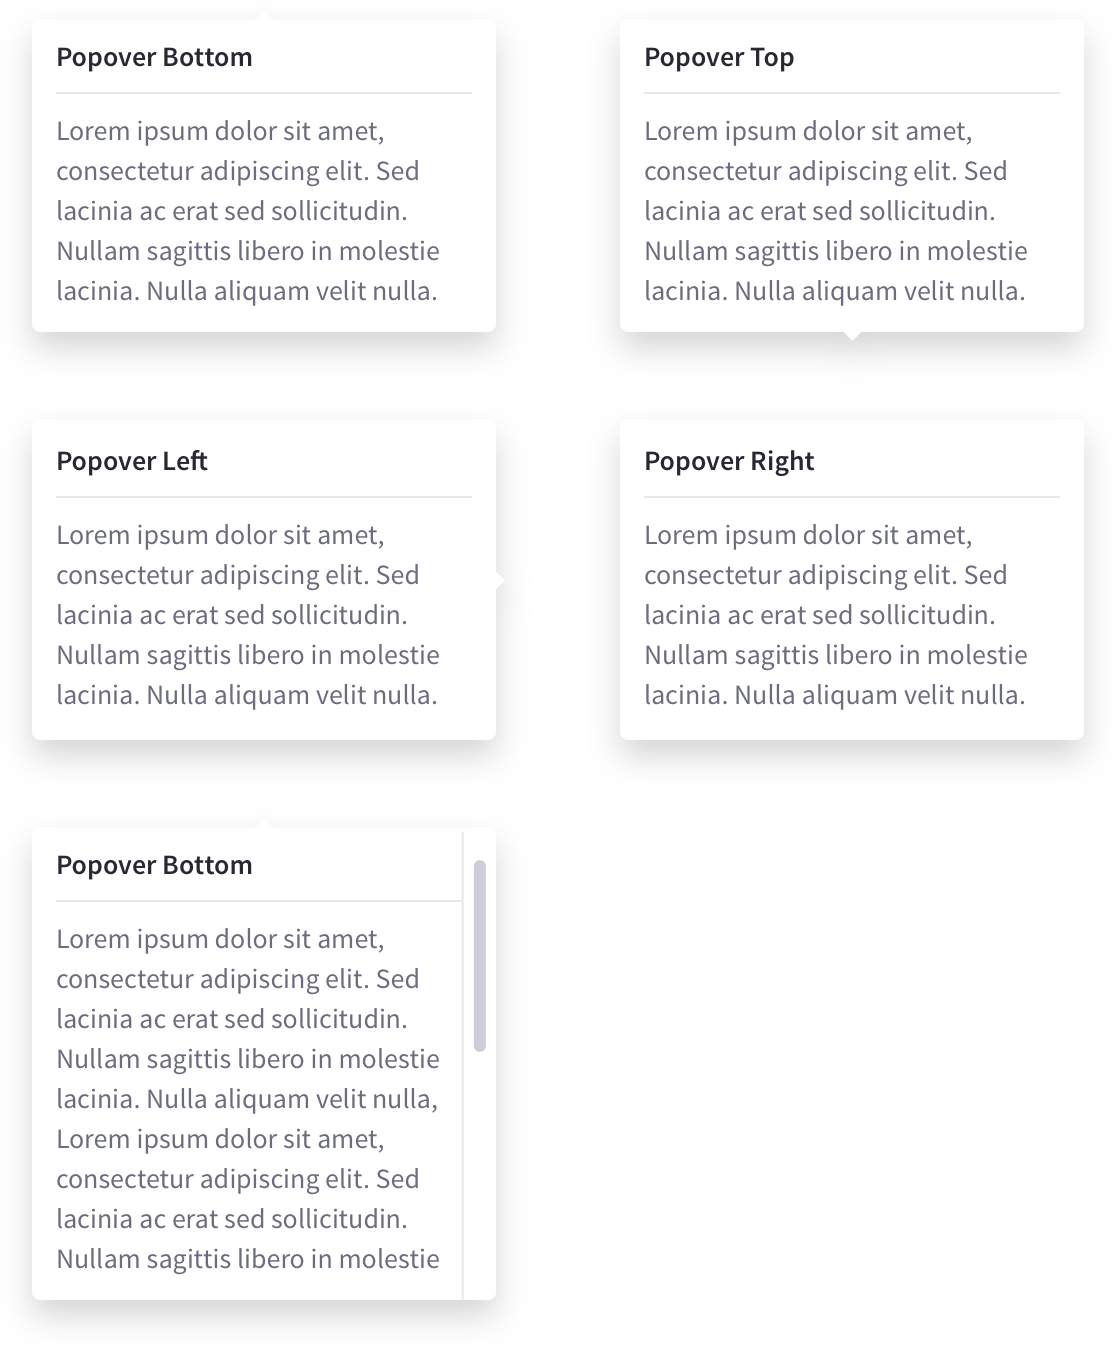 Popover Bottom
Lorem ipsum dolor sit amet,
consectetur adipiscing elit. Sed
lacinia ac erat sed sollicitudin.
Nullam sagittis libero in molestie
lacinia. Nulla aliquam velit nulla.
Popover Top
Lorem ipsum dolor sit amet,
consectetur adipiscing elit. Sed
lacinia ac erat sed sollicitudin.
Nullam sagittis libero in molestie
lacinia. Nulla aliquam velit nulla.
Popover Left
Lorem ipsum dolor sit amet,
consectetur adipiscing elit. Sed
lacinia ac erat sed sollicitudin.
Nullam sagittis libero in molestie
lacinia. Nulla aliquam velit nulla.
Popover Right
Lorem ipsum dolor sit amet,
consectetur adipiscing elit. Sed
lacinia ac erat sed sollicitudin.
Nullam sagittis libero in molestie
lacinia. Nulla aliquam velit nulla.
Popover Bottom
Lorem ipsum dolor sit amet,
consectetur adipiscing elit. Sed
lacinia ac erat sed sollicitudin.
Nullam sagittis libero in molestie
lacinia. Nulla aliquam velit nulla,
Lorem ipsum dolor sit amet,
consectetur adipiscing elit. Sed
lacinia ac erat sed sollicitudin.
Nullam sagittis libero in molestie